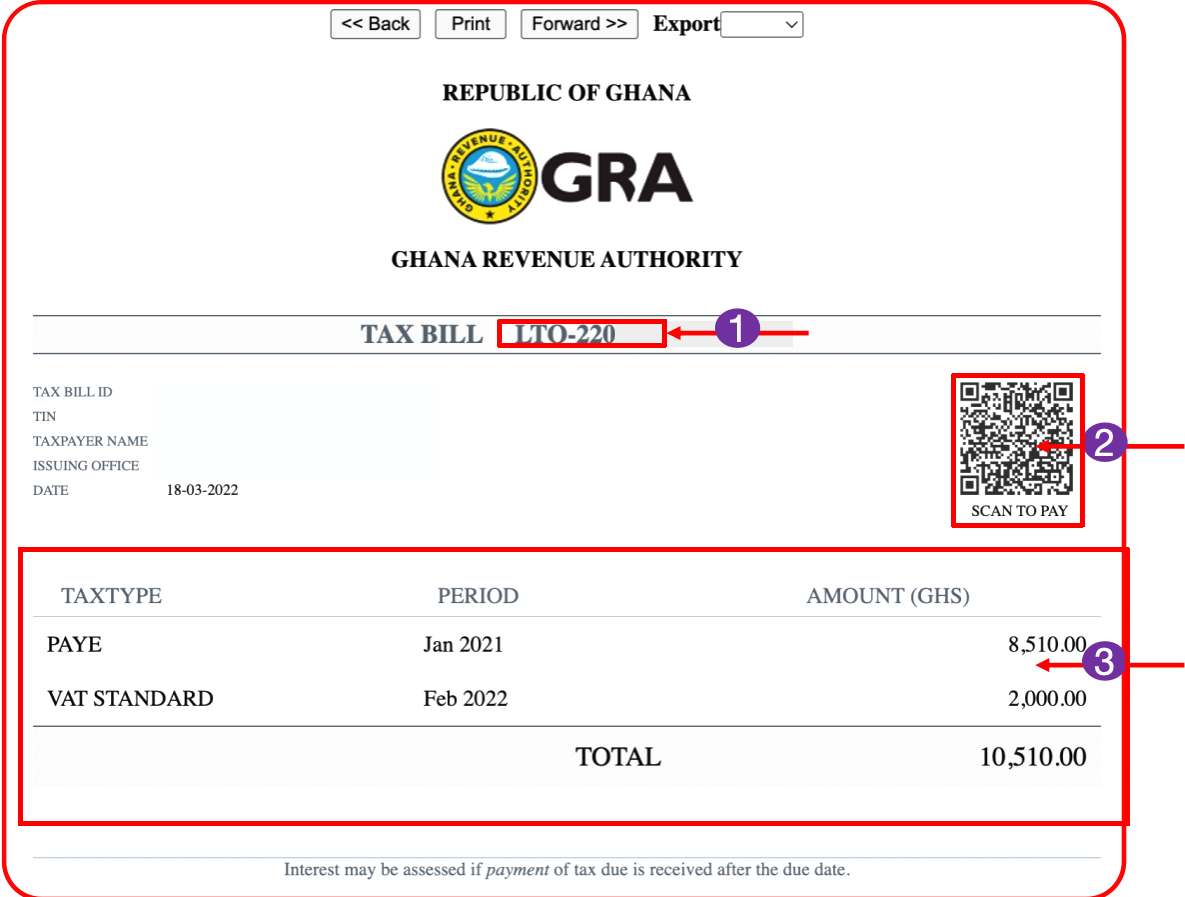 << Back Print Forward >> Export
REPUBLIC OF GHANA
GHANA·REVENUE·AUTHORITY
GRA
GHANA REVENUE AUTHORITY
TAX BILL LTO-220 1
TAX BILL ID
TIN
TAXPAYER NAME
ISSUING OFFICE
DATE 18-03-2022
2
SCAN TO PAY
TAXTYPE PERIOD AMOUNT (GHS)
PAYE Jan 2021 8,510.00
3
VAT STANDARD Feb 2022 2,000.00
TOTAL 10,510.00
Interest may be assessed if payment of tax due is received after the due date.